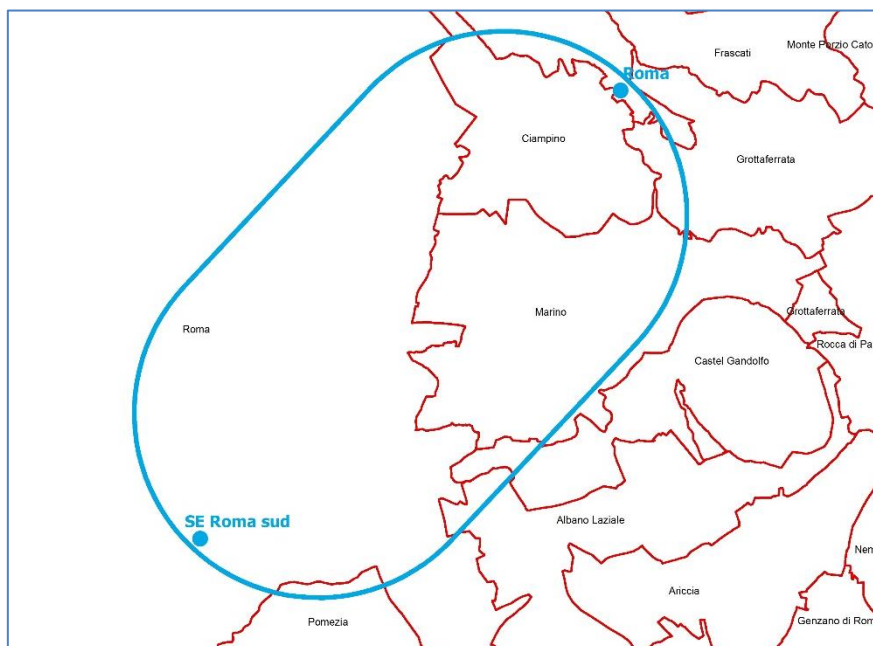 Frascati
Monte Porzio Cato
Roma
Ciampino
Grottaferrata
Roma
Marino
Grottaferrata
Rocca di Pa
Castel Gandolfo
SE Roma sud
Albano Laziale
Nem
Ariccia
Pomezia
Genzano di Rom